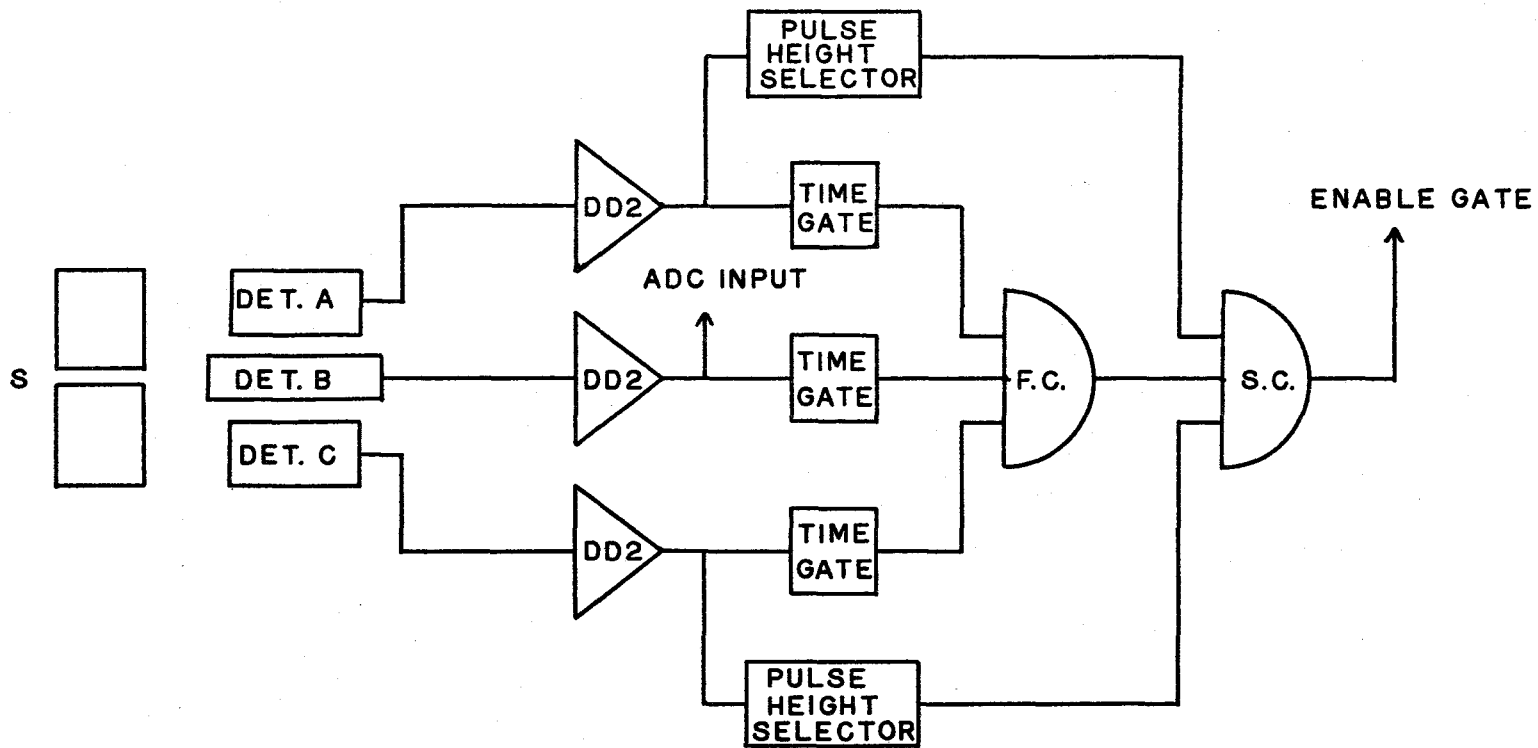 PULSE
HEIGHT
SELECTOR
DD2
TIME
GATE
ENABLE GATE
ADC INPUT
DET. A
S
DET. B
DD2
TIME
GATE
F.C.
S.C.
DET. C
DD2
TIME
GATE
PULSE
HEIGHT
SELECTOR